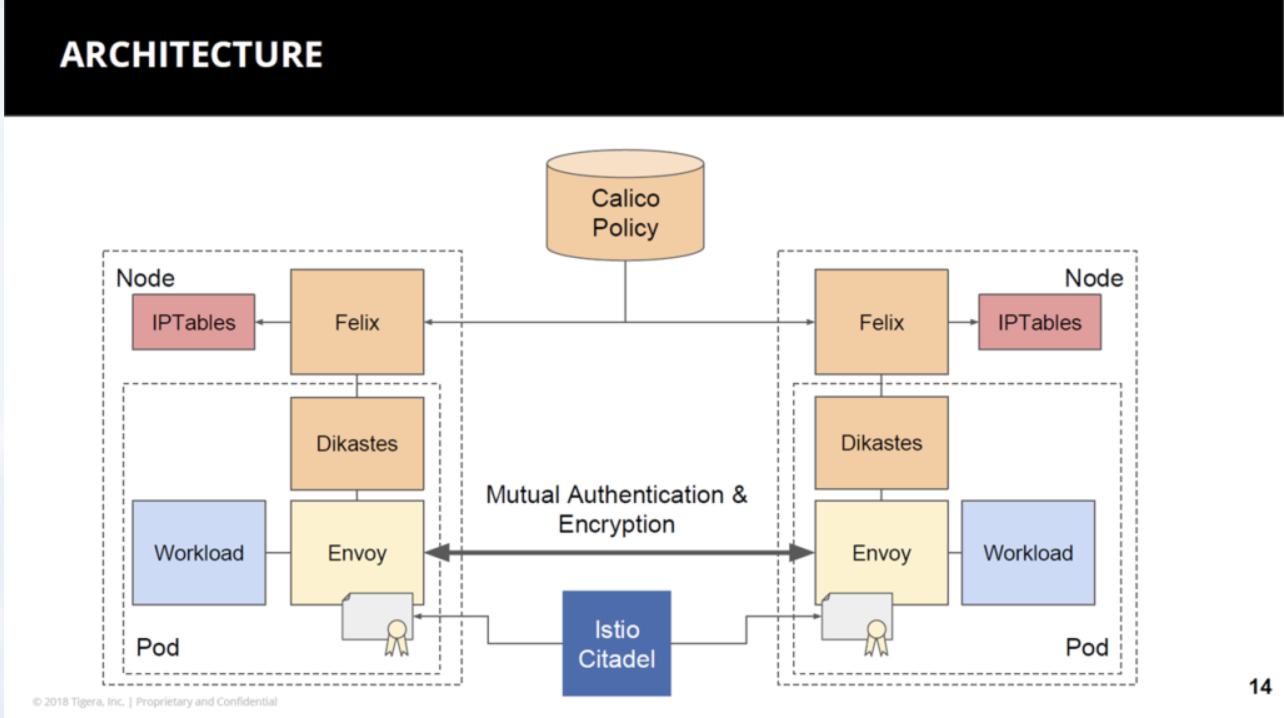 ARCHITECTURE
Calico
Policy
Node
IPTables
Felix
Dikastes
Workload
Envoy
Pod
Mutual Authentication &
Encryption
Istio
Citadel
Node
Felix
IPTables
Dikastes
Envoy
Workload
Pod
© 2018 Tigera, Inc. | Proprietary and Confidential
14